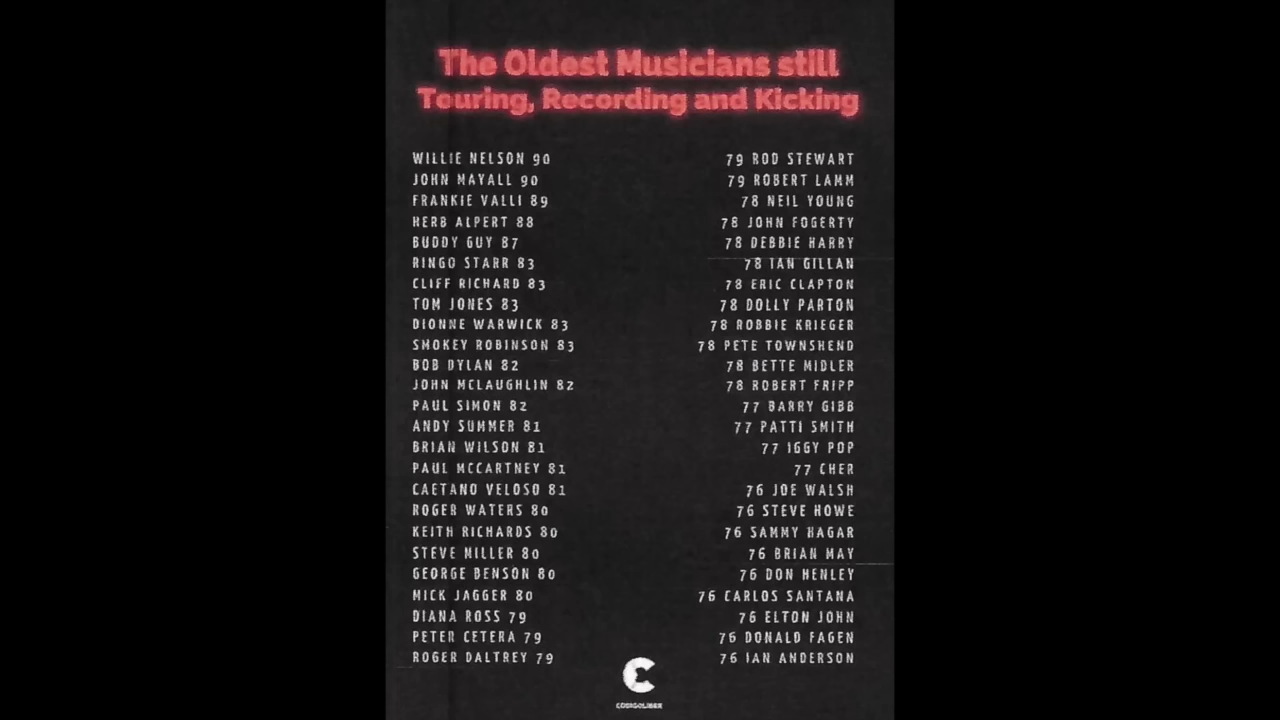 The Oldest Musicians still
Touring, Recording and Kicking
WILLIE NELSON 90
JOHN MAYALL 90
FRANKIE VALLI 89
HERB ALPERT 88
BUDDY GUY 87
RINGO STARR 83
CLIFF RICHARD 83
TOM JONES 83
DIONNE WARWICK 83
SMOKEY ROBINSON 83
BOB DYLAN 82
JOHN MCLAUGHLIN 82
PAUL SIMON 82
ANDY SUMMER 81
BRIAN WILSON 81
PAUL MCCARTNEY 81
CAETANO VELOSO 81
ROGER WATERS 80
KEITH RICHARDS 80
STEVE MILLER 80
GEORGE BENSON 80
MICK JAGGER 80
DIANA ROSS 79
PETER CETERA 79
ROGER DALTREY 79
79 ROD STEWART
79 ROBERT LAMM
78 NEIL YOUNG
78 JOHN FOGERTY
78 DEBBIE HARRY
78 IAN GILLAN
78 ERIC CLAPTON
78 DOLLY PARTON
78 ROBBIE KRIEGER
78 PETE TOWNSHEND
78 BETTE MIDLER
78 ROBERT FRIPP
77 BARRY GIBB
77 PATTI SMITH
77 IGGY POP
77 CHER
76 JOE WALSH
76 STEVE HOWE
76 SAMMY HAGAR
76 BRIAN MAY
76 DON HENLEY
76 CARLOS SANTANA
76 ELTON JOHN
76 DONALD FAGEN
76 IAN ANDERSON